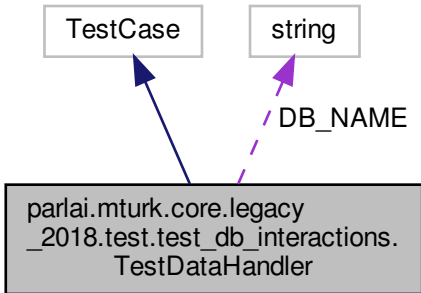 TestCase
string
DB_NAME
parlai.mturk.core.legacy
_2018.test.test_db_interactions.
TestDataHandler